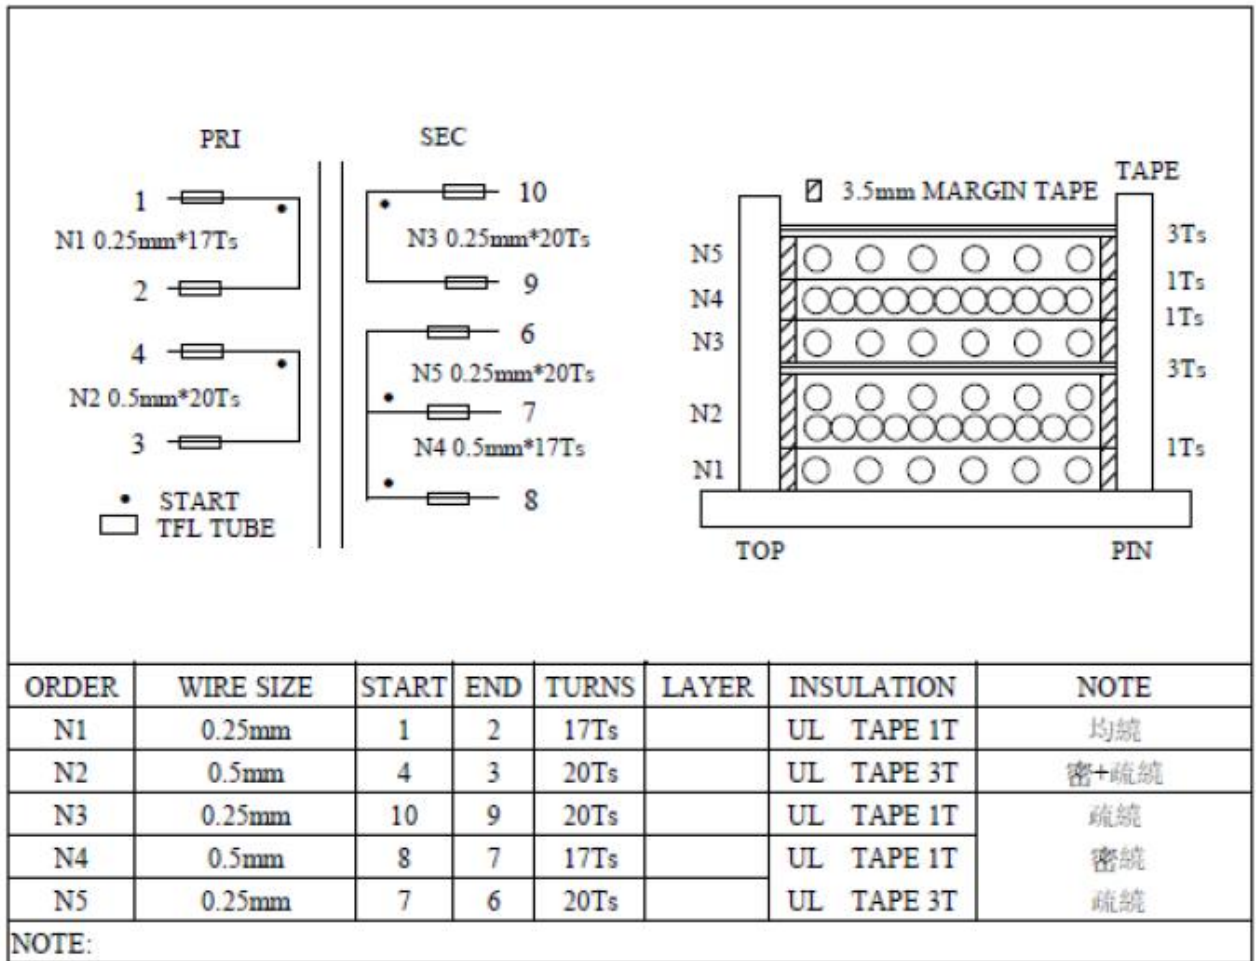 PRI
SEC
1
N1 0.25mm*17Ts
2
4
N2 0.5mm*20Ts
3
• START
TFL TUBE
10
N3 0.25mm*20Ts
9
6
N5 0.25mm*20Ts
7
N4 0.5mm*17Ts
8
TAPE
3.5mm MARGIN TAPE
3Ts
N5
1Ts
N4
1Ts
N3
3Ts
N2
1Ts
N1
TOP PIN
ORDER WIRE SIZE START END TURNS LAYER INSULATION NOTE
N1 0.25mm 1 2 17Ts UL TAPE 1T 均繞
N2 0.5mm 4 3 20Ts UL TAPE 3T 密+疏繞
N3 0.25mm 10 9 20Ts UL TAPE 1T 疏繞
N4 0.5mm 8 7 17Ts UL TAPE 1T 密繞
N5 0.25mm 7 6 20Ts UL TAPE 3T 疏繞
NOTE: